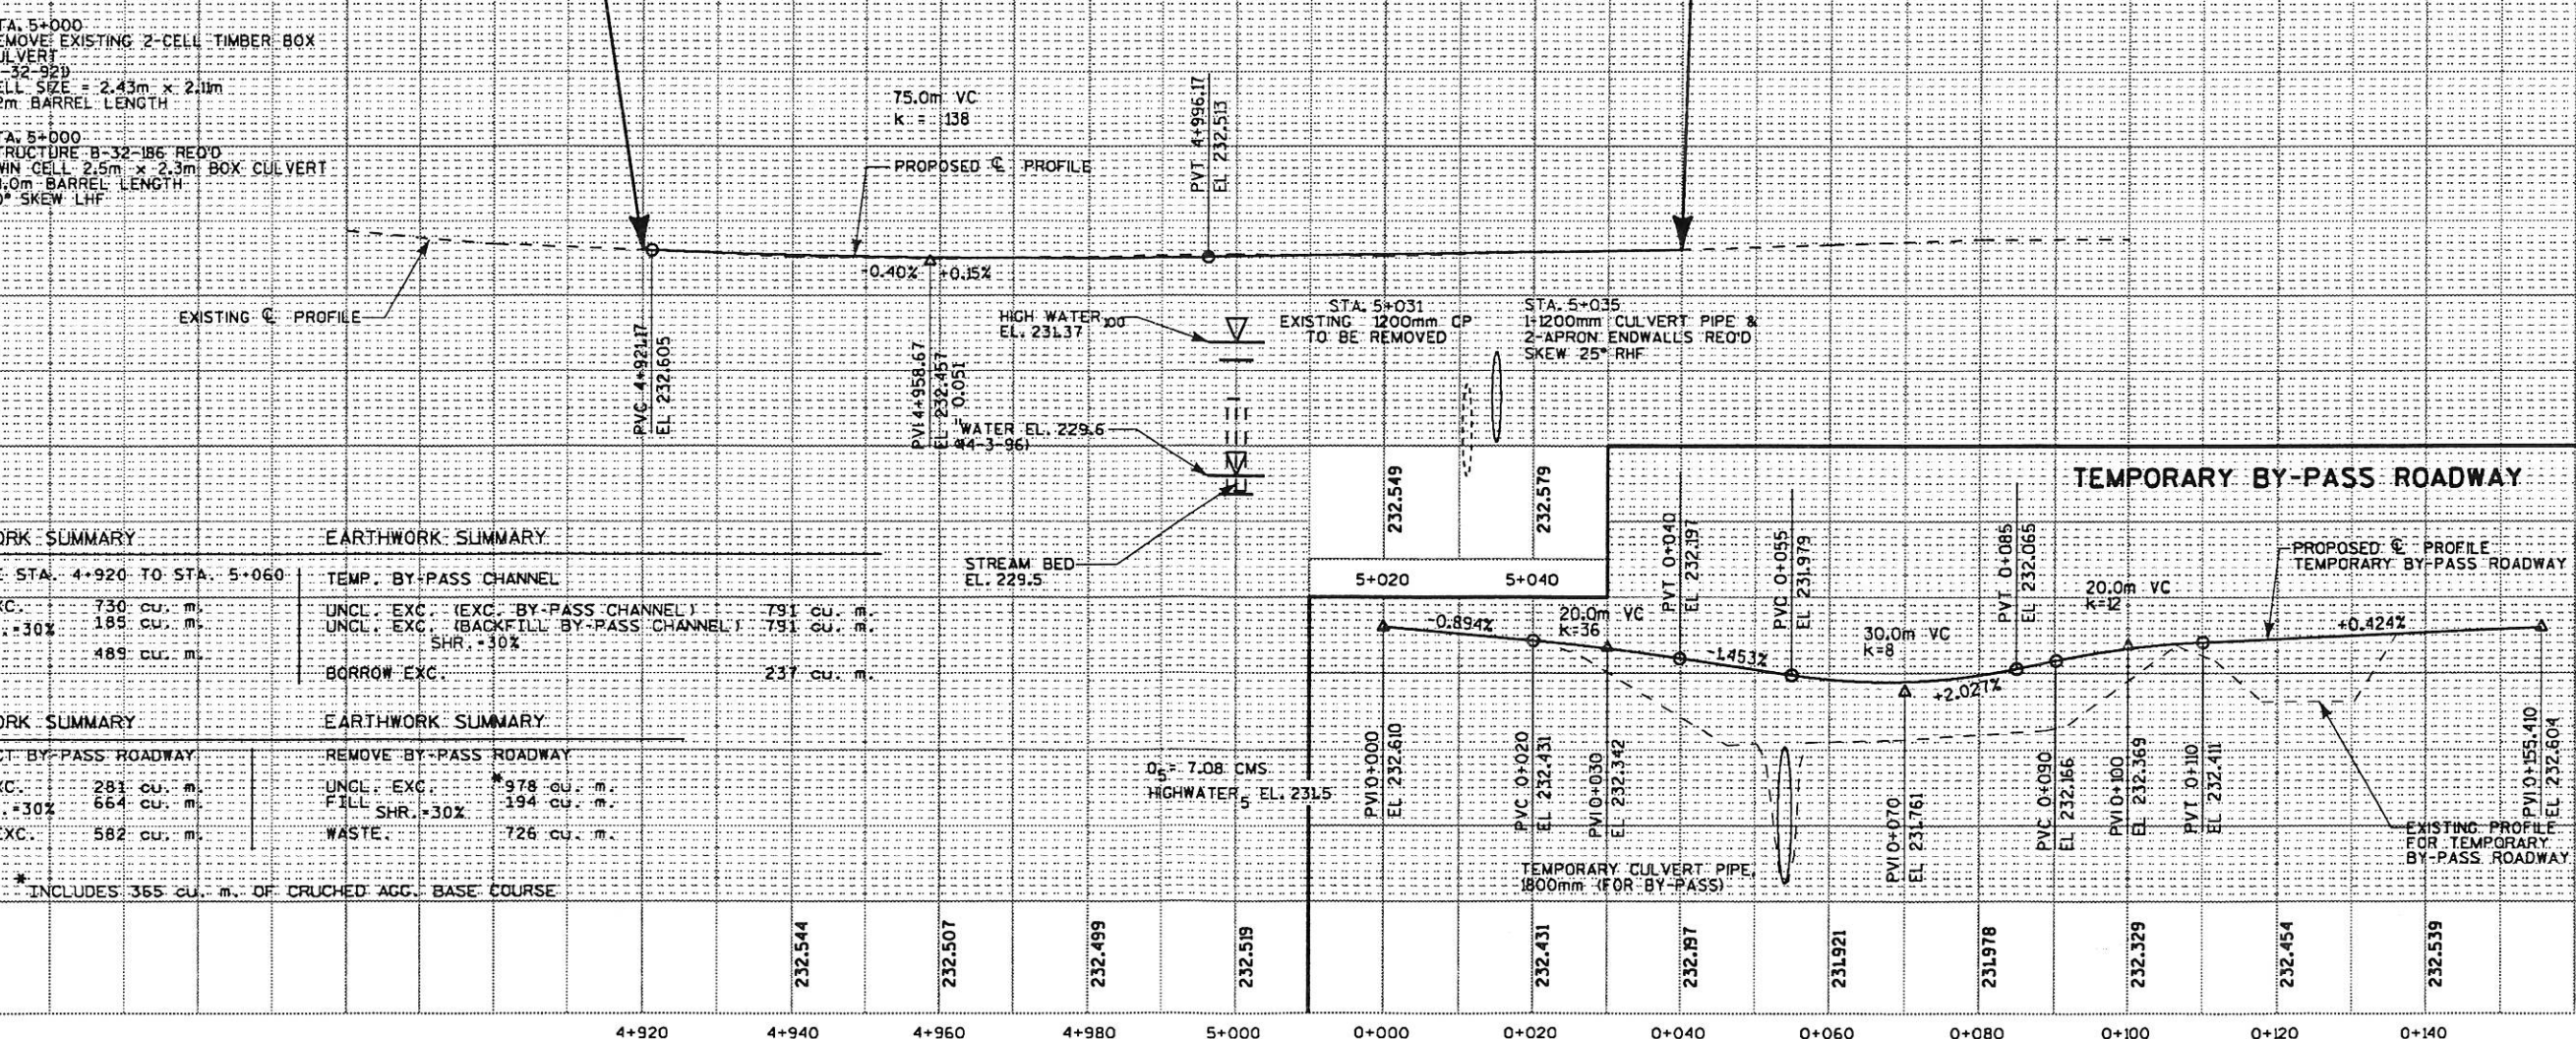 TA. 5+000
EMOVE EXISTING 2-CELL TIMBER BOX
ULVERT
-32-921)
ELL SIZE = 2.43m x 2.11m
2m BARREL LENGTH
TA. 5+000
TRUCTURE B-32-186 REQ'D
WIN CELL 2.5m x 2.3m BOX CULVERT
1.0m BARREL LENGTH
0° SKEW LHF
75.0m VC
k = 138
PROPOSED ℄ PROFILE
PVT 4+996.17
EL 232.513
-0.40%
+0.15%
EXISTING ℄ PROFILE
PVC 4+921.17
EL 232.605
PVI 4+958.67
EL 232.457
0.051
HIGH WATER100
EL. 231.37
WATER EL. 229.6
(14-3-96)
STREAM BED
EL. 229.5
STA. 5+031
EXISTING 1200mm CP
TO BE REMOVED
STA. 5+035
1-1200mm CULVERT PIPE &
2-APRON ENDWALLS REQ'D
SKEW 25° RHF
232.549
232.579
5+020
5+040
TEMPORARY BY-PASS ROADWAY
ORK SUMMARY
E STA. 4+920 TO STA. 5+060
XC. 730 cu. m.
185 cu. m.
.=30%
489 cu. m.
EARTHWORK SUMMARY
TEMP. BY-PASS CHANNEL
UNCL. EXC. (EXC. BY-PASS CHANNEL) 791 cu. m.
UNCL. EXC. (BACKFILL BY-PASS CHANNEL) 791 cu. m.
SHR. =30%
BORROW EXC. 237 cu. m.
ORK SUMMARY
CT BY-PASS ROADWAY
XC. 281 cu. m.
664 cu. m.
.=30%
EXC. 582 cu. m.
EARTHWORK SUMMARY
REMOVE BY-PASS ROADWAY
UNCL. EXC. *978 cu. m.
FILL 194 cu. m.
SHR. =30%
WASTE. 726 cu. m.
*INCLUDES 365 cu. m. OF CRUCHED AGG. BASE COURSE
Q5= 7.08 CMS
HIGHWATER5 EL. 231.5
-0.894%
20.0m VC
K=36
PVT 0+040
EL 232.197
-1.453%
PVC 0+055
EL 231.979
30.0m VC
K=8
+2.027%
PVT 0+085
EL 232.065
20.0m VC
K=12
PROPOSED ℄ PROFILE
TEMPORARY BY-PASS ROADWAY
+0.424%
PVI 0+000
EL 232.610
PVC 0+020
EL 232.431
PVI 0+030
EL 232.342
PVI 0+070
EL 231.761
PVC 0+090
EL 232.166
PVI 0+100
EL 232.369
PVT 0+110
EL 232.411
PVI 0+155.410
EL 232.604
TEMPORARY CULVERT PIPE,
1800mm (FOR BY-PASS)
EXISTING PROFILE
FOR TEMPORARY
BY-PASS ROADWAY
232.544
232.507
232.499
232.519
232.431
232.197
231.921
231.978
232.329
232.454
232.539
4+920
4+940
4+960
4+980
5+000
0+000
0+020
0+040
0+060
0+080
0+100
0+120
0+140